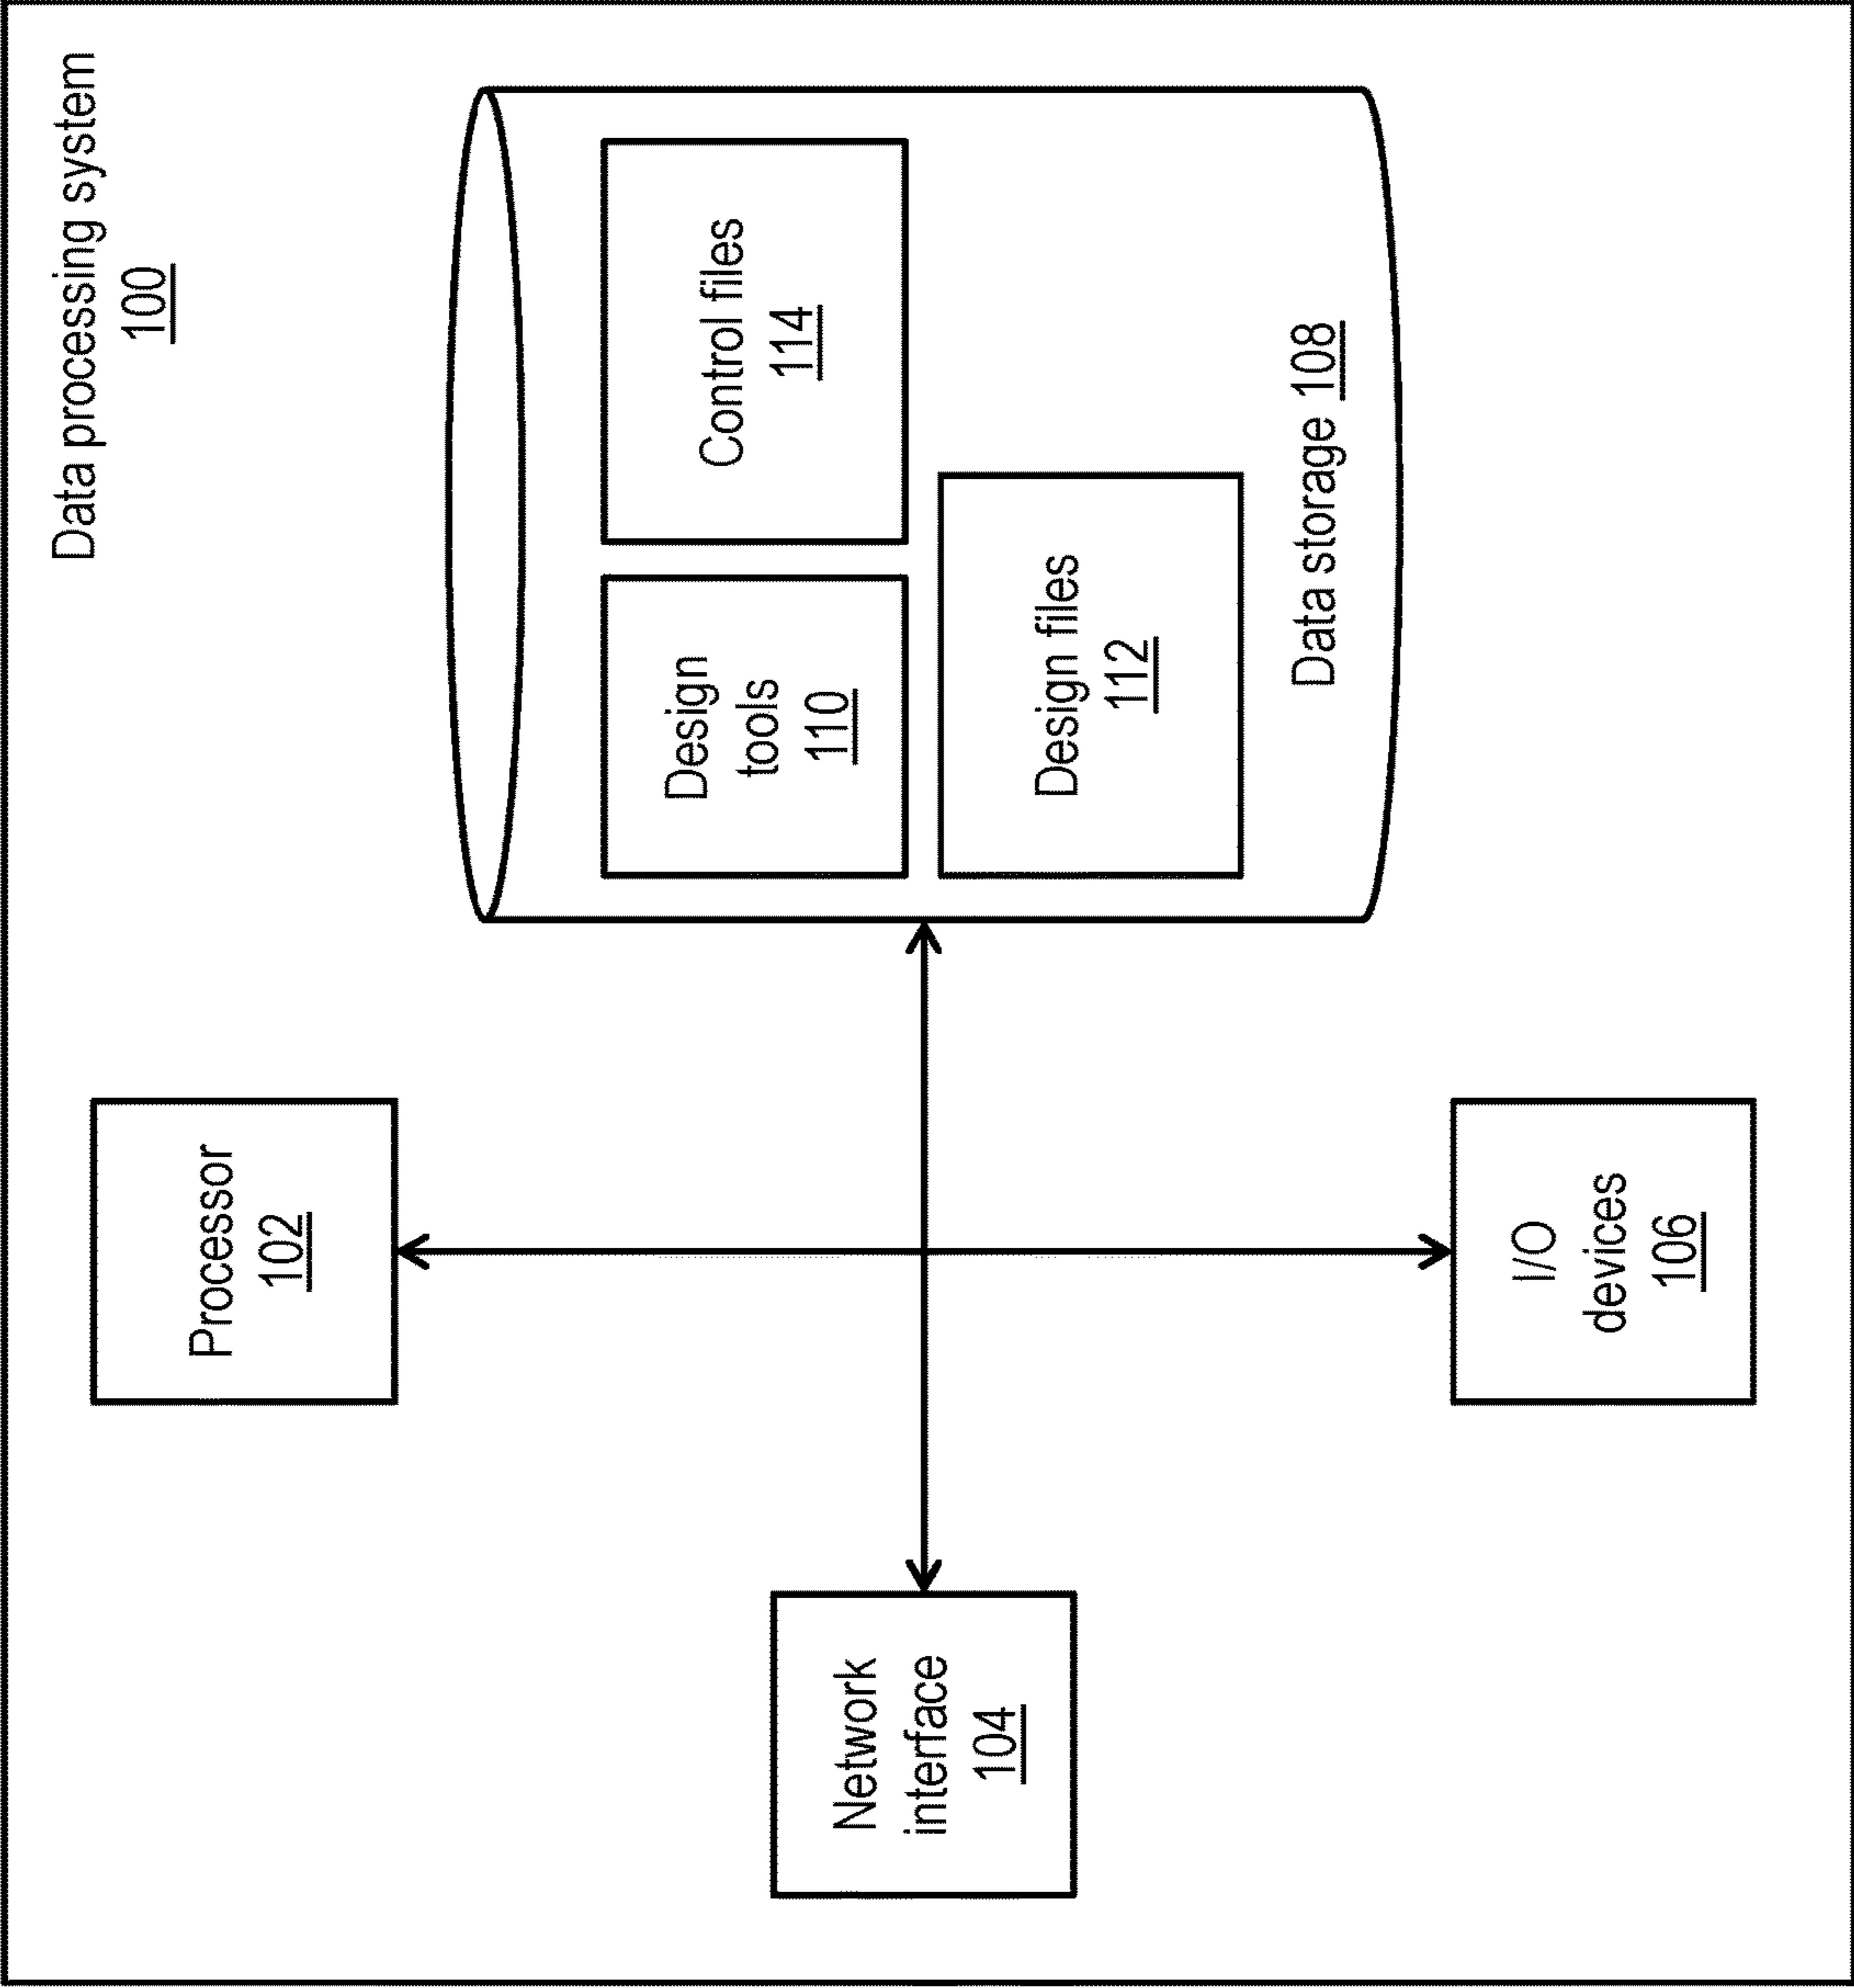 Data processing system
100
Processor
102
Network
interface
104
I/O
devices
106
Design
tools
110
Control files
114
Design files
112
Data storage 108